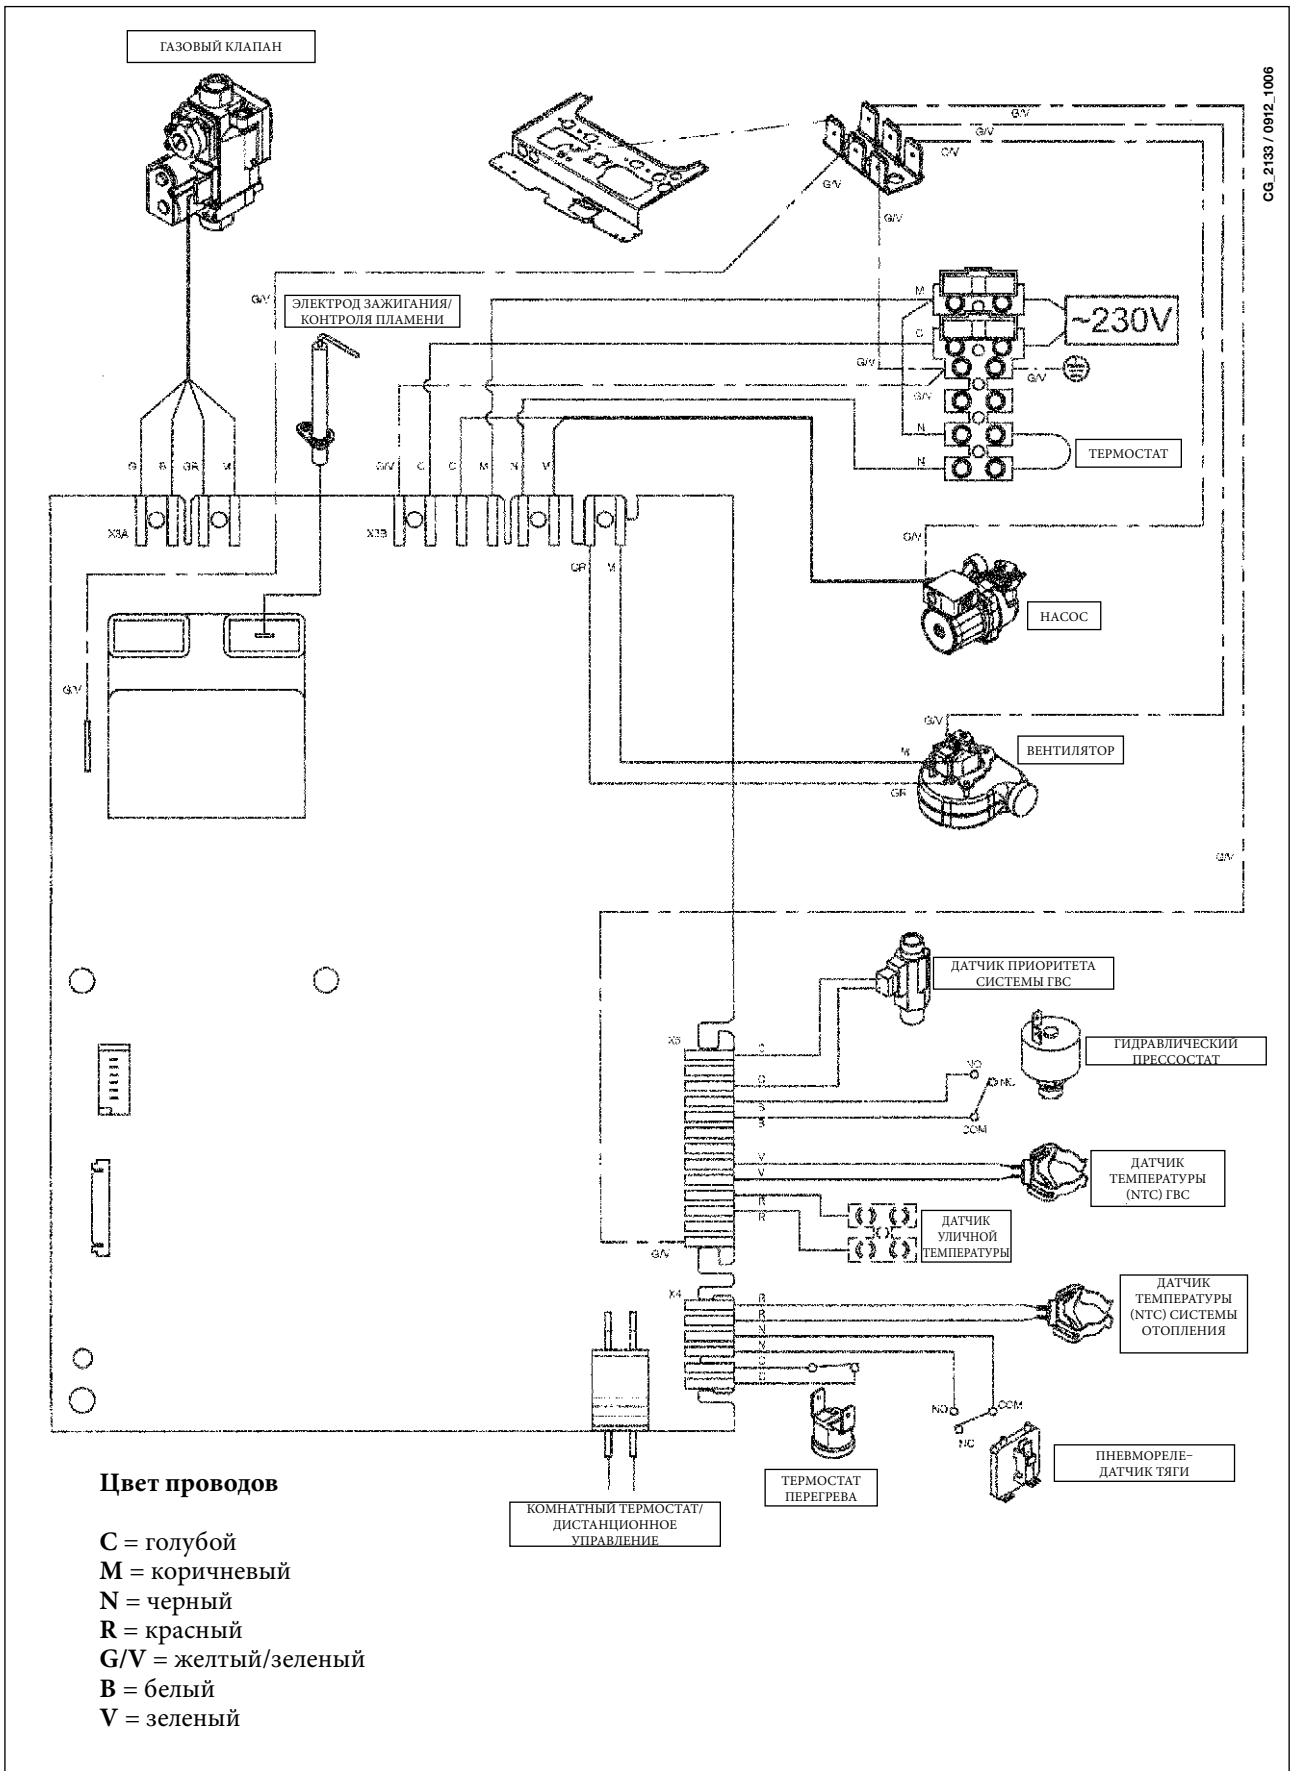 ГАЗОВЫЙ КЛАПАН
CG_2133 / 0912_1006
G/V
G/V
G/V
G/V
G/V
G/V
ЭЛЕКТРОД ЗАЖИГАНИЯ/
КОНТРОЛЯ ПЛАМЕНИ
M
~230V
C
G/V
G/V
G/V
N
N
ТЕРМОСТАТ
G
B
GR
M
G/V
C
C
M
N
X3A
X3B
G/V
GR
M
НАСОС
G/V
G/V
ВЕНТИЛЯТОР
M
GR
G/V
ДАТЧИК ПРИОРИТЕТА
СИСТЕМЫ ГВС
X5
ГИДРАВЛИЧЕСКИЙ
ПРЕССОСТАТ
NO
NC
B
COM
V
V
ДАТЧИК
ТЕМПЕРАТУРЫ
(NTC) ГВС
R
R
ДАТЧИК
УЛИЧНОЙ
ТЕМПЕРАТУРЫ
G/V
X4
R
R
N
N
ДАТЧИК
ТЕМПЕРАТУРЫ
(NTC) СИСТЕМЫ
ОТОПЛЕНИЯ
NO
COM
NC
ПНЕВМОРЕЛЕ-
ДАТЧИК ТЯГИ
ТЕРМОСТАТ
ПЕРЕГРЕВА
КОМНАТНЫЙ ТЕРМОСТАТ/
ДИСТАНЦИОННОЕ
УПРАВЛЕНИЕ
Цвет проводов
C = голубой
M = коричневый
N = черный
R = красный
G/V = желтый/зеленый
B = белый
V = зеленый